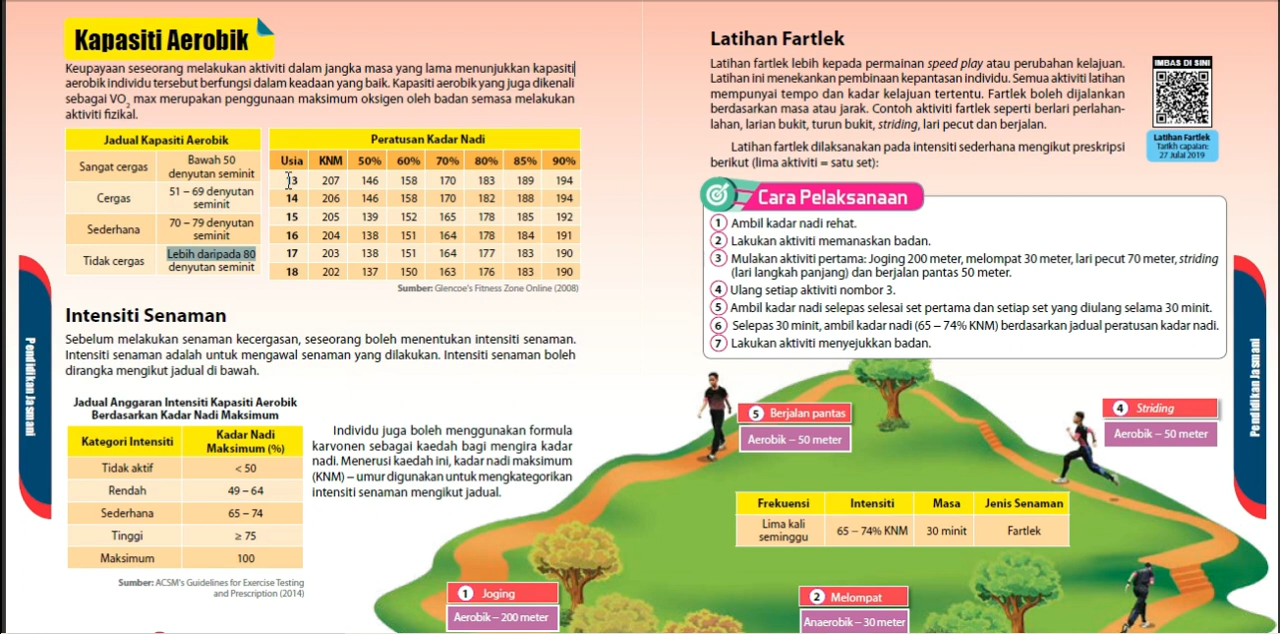 Kapasiti Aerobik
Keupayaan seseorang melakukan aktiviti dalam jangka masa yang lama menunjukkan kapasiti
aerobik individu tersebut berfungsi dalam keadaan yang baik. Kapasiti aerobik yang juga dikenali
sebagai VO2 max merupakan penggunaan maksimum oksigen oleh badan semasa melakukan
aktiviti fizikal.
Jadual Kapasiti Aerobik
Sangat cergas Bawah 50 denyutan seminit
Cergas 51 – 69 denyutan seminit
Sederhana 70 – 79 denyutan seminit
Tidak cergas Lebih daripada 80 denyutan seminit
Peratusan Kadar Nadi
Usia KNM 50% 60% 70% 80% 85% 90%
13 207 146 158 170 183 189 194
14 206 146 158 170 182 188 194
15 205 139 152 165 178 185 192
16 204 138 151 164 178 184 191
17 203 138 151 164 177 183 190
18 202 137 150 163 176 183 190
Sumber: Glencoe's Fitness Zone Online (2008)
Intensiti Senaman
Sebelum melakukan senaman kecergasan, seseorang boleh menentukan intensiti senaman.
Intensiti senaman adalah untuk mengawal senaman yang dilakukan. Intensiti senaman boleh
dirangka mengikut jadual di bawah.
Jadual Anggaran Intensiti Kapasiti Aerobik
Berdasarkan Kadar Nadi Maksimum
Kategori Intensiti Kadar Nadi Maksimum (%)
Tidak aktif < 50
Rendah 49 – 64
Sederhana 65 – 74
Tinggi ≥ 75
Maksimum 100
Sumber: ACSM's Guidelines for Exercise Testing
and Prescription (2014)
Individu juga boleh menggunakan formula
karvonen sebagai kaedah bagi mengira kadar
nadi. Menerusi kaedah ini, kadar nadi maksimum
(KNM) – umur digunakan untuk mengkategorikan
intensiti senaman mengikut jadual.
Pendidikan Jasmani
Latihan Fartlek
Latihan fartlek lebih kepada permainan speed play atau perubahan kelajuan.
Latihan ini menekankan pembinaan kepantasan individu. Semua aktiviti latihan
mempunyai tempo dan kadar kelajuan tertentu. Fartlek boleh dijalankan
berdasarkan masa atau jarak. Contoh aktiviti fartlek seperti berlari perlahan-
lahan, larian bukit, turun bukit, striding, lari pecut dan berjalan.
Latihan fartlek dilaksanakan pada intensiti sederhana mengikut preskripsi
berikut (lima aktiviti = satu set):
IMBAS DI SINI
Latihan Fartlek
Tarikh capaian:
27 Julai 2019
Cara Pelaksanaan
1 Ambil kadar nadi rehat.
2 Lakukan aktiviti memanaskan badan.
3 Mulakan aktiviti pertama: Joging 200 meter, melompat 30 meter, lari pecut 70 meter, striding
(lari langkah panjang) dan berjalan pantas 50 meter.
4 Ulang setiap aktiviti nombor 3.
5 Ambil kadar nadi selepas selesai set pertama dan setiap set yang diulang selama 30 minit.
6 Selepas 30 minit, ambil kadar nadi (65 – 74% KNM) berdasarkan jadual peratusan kadar nadi.
7 Lakukan aktiviti menyejukkan badan.
5 Berjalan pantas
Aerobik – 50 meter
4 Striding
Aerobik – 50 meter
Frekuensi Intensiti Masa Jenis Senaman
Lima kali seminggu 65 – 74% KNM 30 minit Fartlek
1 Joging
Aerobik – 200 meter
2 Melompat
Anaerobik – 30 meter
Pendidikan Jasmani